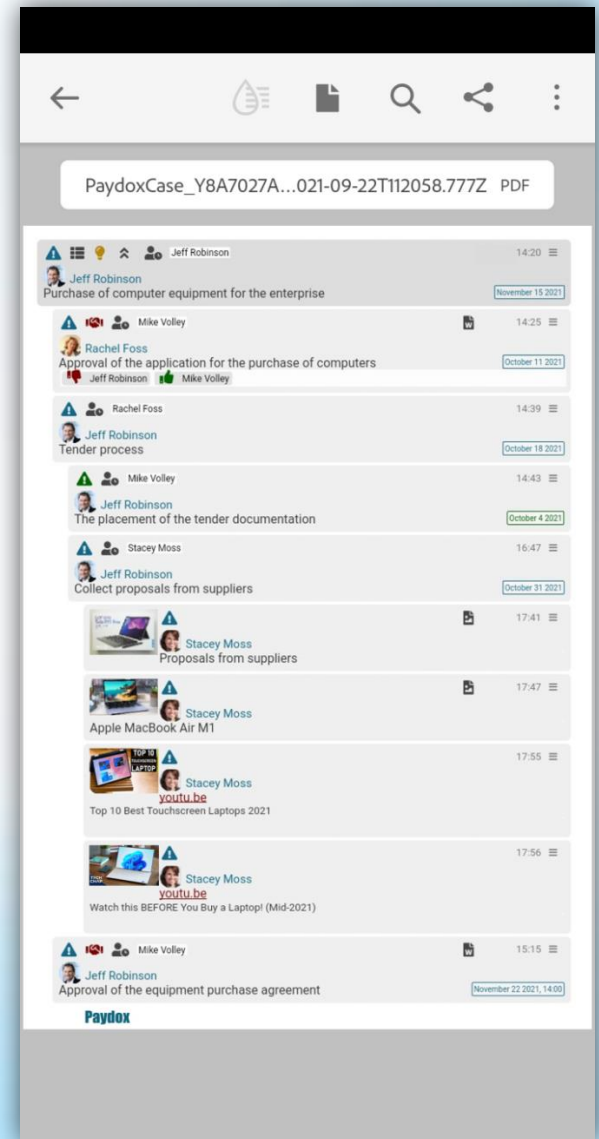 PaydoxCase_Y8A7027A...021-09-22T112058.777Z PDF
Jeff Robinson 14:20
Jeff Robinson
Purchase of computer equipment for the enterprise November 15 2021
Mike Volley 14:25
Rachel Foss
Approval of the application for the purchase of computers October 11 2021
Jeff Robinson Mike Volley
Rachel Foss 14:39
Jeff Robinson
Tender process October 18 2021
Mike Volley 14:43
Jeff Robinson
The placement of the tender documentation October 4 2021
Stacey Moss 16:47
Jeff Robinson
Collect proposals from suppliers October 31 2021
17:41
Stacey Moss
Proposals from suppliers
17:47
Stacey Moss
Apple MacBook Air M1
17:55
TOP 10
TOUCHSCREEN
LAPTOP
Stacey Moss
youtu.be
Top 10 Best Touchscreen Laptops 2021
17:56
Stacey Moss
youtu.be
Watch this BEFORE You Buy a Laptop! (Mid-2021)
Mike Volley 15:15
Jeff Robinson
Approval of the equipment purchase agreement November 22 2021, 14:00
Paydox